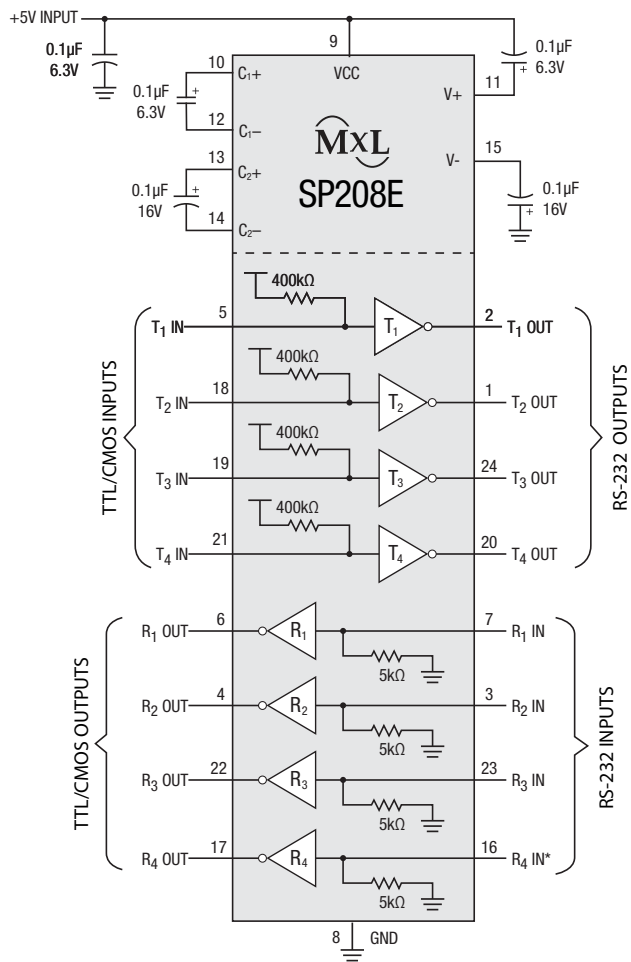 +5V INPUT
0.1µF
6.3V
9
VCC
0.1µF
6.3V
+
11
V+
10
C1+
0.1µF
6.3V
+
12
C1–
MXL
SP208E
13
C2+
0.1µF
16V
+
14
C2–
15
V-
0.1µF
16V
+
TTL/CMOS INPUTS
RS-232 OUTPUTS
400kΩ
T1 IN
5
T1
2
T1 OUT
400kΩ
T2 IN
18
T2
1
T2 OUT
400kΩ
T3 IN
19
T3
24
T3 OUT
400kΩ
T4 IN
21
T4
20
T4 OUT
TTL/CMOS OUTPUTS
RS-232 INPUTS
R1 OUT
6
R1
7
R1 IN
5kΩ
R2 OUT
4
R2
3
R2 IN
5kΩ
R3 OUT
22
R3
23
R3 IN
5kΩ
R4 OUT
17
R4
16
R4 IN*
5kΩ
8
GND